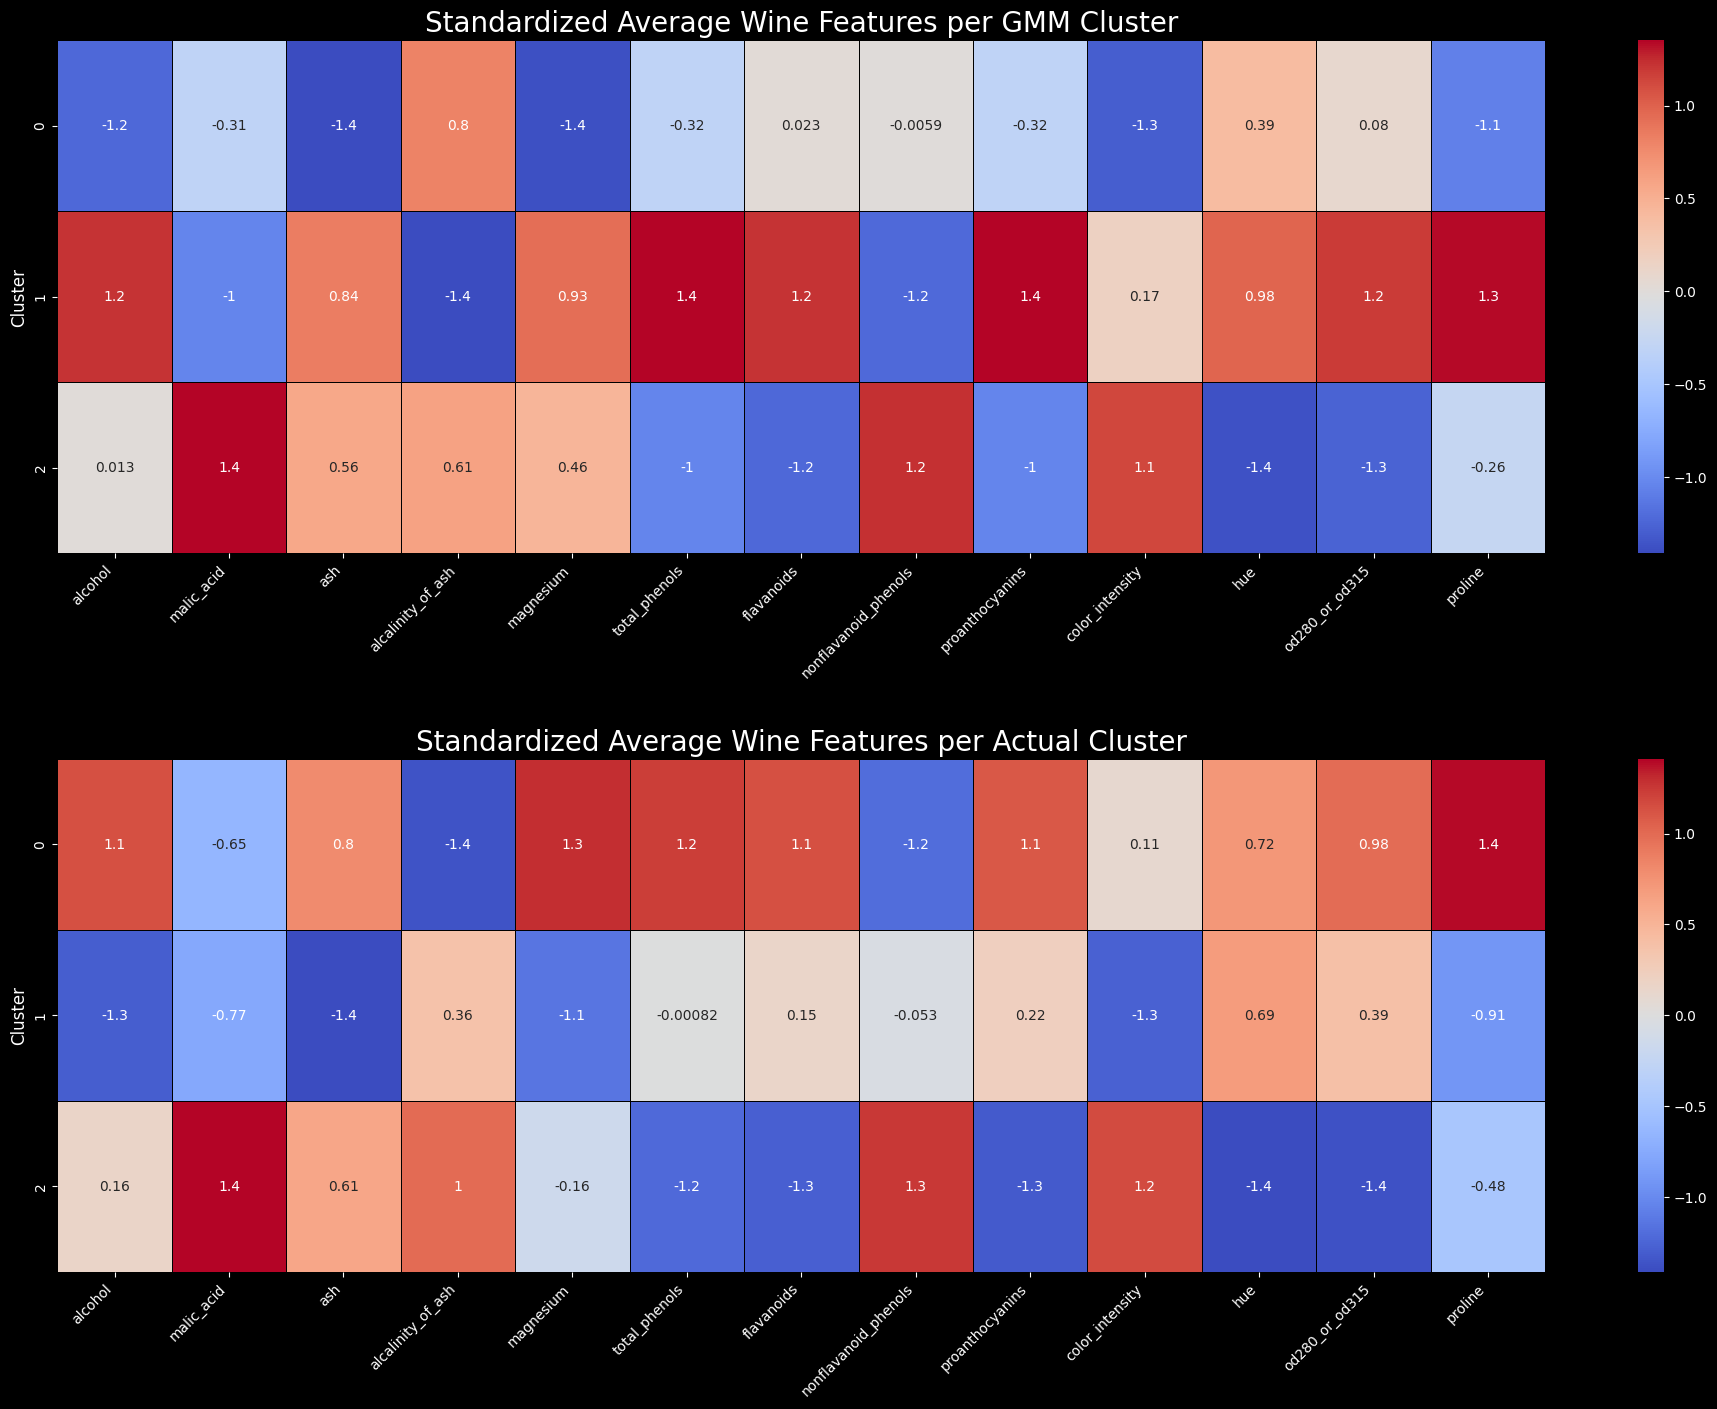 Standardized Average Wine Features per GMM Cluster
Cluster
0 -1.2 -0.31 -1.4 0.8 -1.4 -0.32 0.023 -0.0059 -0.32 -1.3 0.39 0.08 -1.1
1 1.2 -1 0.84 -1.4 0.93 1.4 1.2 -1.2 1.4 0.17 0.98 1.2 1.3
2 0.013 1.4 0.56 0.61 0.46 -1 -1.2 1.2 -1 1.1 -1.4 -1.3 -0.26
alcohol malic_acid ash alcalinity_of_ash magnesium total_phenols flavanoids nonflavanoid_phenols proanthocyanins color_intensity hue od280_or_od315 proline
1.0
0.5
0.0
−0.5
−1.0
Standardized Average Wine Features per Actual Cluster
Cluster
0 1.1 -0.65 0.8 -1.4 1.3 1.2 1.1 -1.2 1.1 0.11 0.72 0.98 1.4
1 -1.3 -0.77 -1.4 0.36 -1.1 -0.00082 0.15 -0.053 0.22 -1.3 0.69 0.39 -0.91
2 0.16 1.4 0.61 1 -0.16 -1.2 -1.3 1.3 -1.3 1.2 -1.4 -1.4 -0.48
alcohol malic_acid ash alcalinity_of_ash magnesium total_phenols flavanoids nonflavanoid_phenols proanthocyanins color_intensity hue od280_or_od315 proline
1.0
0.5
0.0
−0.5
−1.0